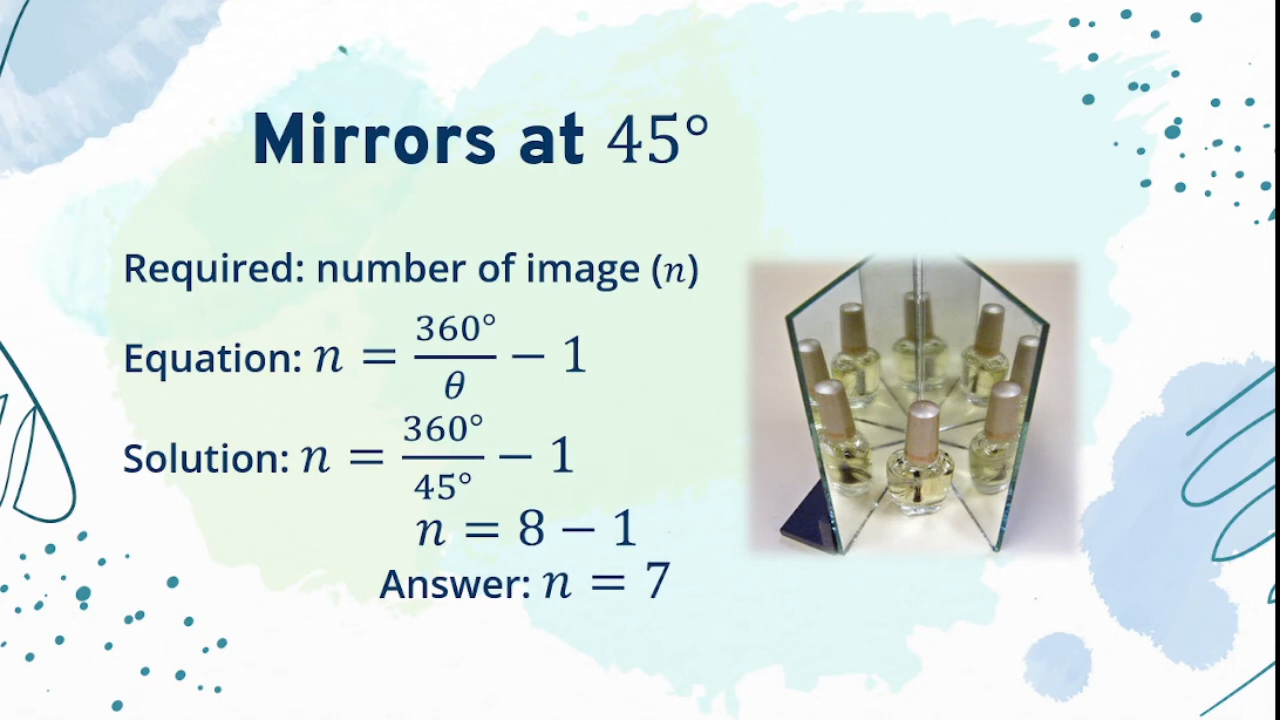 Mirrors at 45°
Required: number of image (n)
Equation: n = 360°/θ − 1
Solution: n = 360°/45° − 1
n = 8 − 1
Answer: n = 7